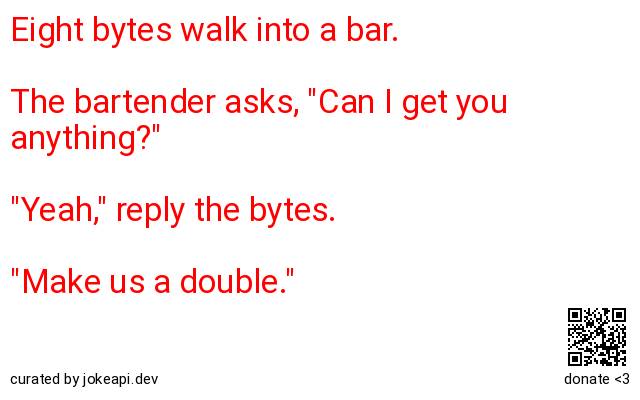 Eight bytes walk into a bar.
The bartender asks, "Can I get you
anything?"
"Yeah," reply the bytes.
"Make us a double."
curated by jokeapi.dev
donate <3